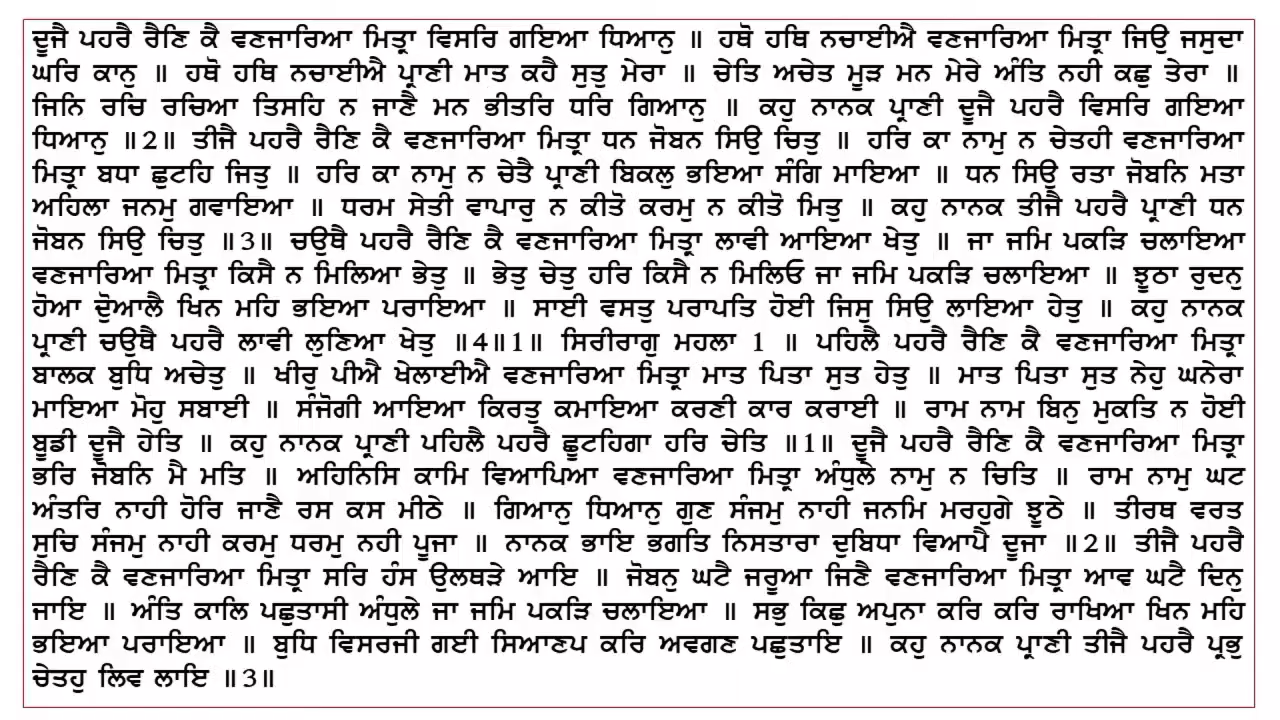 ਦੂਜੈ ਪਹਰੈ ਰੈਣਿ ਕੈ ਵਣਜਾਰਿਆ ਮਿਤ੍ਰਾ ਵਿਸਰਿ ਗਇਆ ਧਿਆਨੁ ॥ ਹਥੋ ਹਥਿ ਨਚਾਈਐ ਵਣਜਾਰਿਆ ਮਿਤ੍ਰਾ ਜਿਉ ਜਸੁਦਾ
ਘਰਿ ਕਾਨੁ ॥ ਹਥੋ ਹਥਿ ਨਚਾਈਐ ਪ੍ਰਾਣੀ ਮਾਤ ਕਹੈ ਸੁਤੁ ਮੇਰਾ ॥ ਚੇਤਿ ਅਚੇਤ ਮੂੜ ਮਨ ਮੇਰੇ ਅੰਤਿ ਨਹੀ ਕਛੁ ਤੇਰਾ ॥
ਜਿਨਿ ਰਚਿ ਰਚਿਆ ਤਿਸਹਿ ਨ ਜਾਣੈ ਮਨ ਭੀਤਰਿ ਧਰਿ ਗਿਆਨੁ ॥ ਕਹੁ ਨਾਨਕ ਪ੍ਰਾਣੀ ਦੂਜੈ ਪਹਰੈ ਵਿਸਰਿ ਗਇਆ
ਧਿਆਨੁ ॥2॥ ਤੀਜੈ ਪਹਰੈ ਰੈਣਿ ਕੈ ਵਣਜਾਰਿਆ ਮਿਤ੍ਰਾ ਧਨ ਜੋਬਨ ਸਿਉ ਚਿਤੁ ॥ ਹਰਿ ਕਾ ਨਾਮੁ ਨ ਚੇਤਹੀ ਵਣਜਾਰਿਆ
ਮਿਤ੍ਰਾ ਬਧਾ ਛੁਟਹਿ ਜਿਤੁ ॥ ਹਰਿ ਕਾ ਨਾਮੁ ਨ ਚੇਤੈ ਪ੍ਰਾਣੀ ਬਿਕਲੁ ਭਇਆ ਸੰਗਿ ਮਾਇਆ ॥ ਧਨ ਸਿਉ ਰਤਾ ਜੋਬਨਿ ਮਤਾ
ਅਹਿਲਾ ਜਨਮੁ ਗਵਾਇਆ ॥ ਧਰਮ ਸੇਤੀ ਵਾਪਾਰੁ ਨ ਕੀਤੋ ਕਰਮੁ ਨ ਕੀਤੋ ਮਿਤੁ ॥ ਕਹੁ ਨਾਨਕ ਤੀਜੈ ਪਹਰੈ ਪ੍ਰਾਣੀ ਧਨ
ਜੋਬਨ ਸਿਉ ਚਿਤੁ ॥3॥ ਚਉਥੈ ਪਹਰੈ ਰੈਣਿ ਕੈ ਵਣਜਾਰਿਆ ਮਿਤ੍ਰਾ ਲਾਵੀ ਆਇਆ ਖੇਤੁ ॥ ਜਾ ਜਮਿ ਪਕੜਿ ਚਲਾਇਆ
ਵਣਜਾਰਿਆ ਮਿਤ੍ਰਾ ਕਿਸੈ ਨ ਮਿਲਿਆ ਭੇਤੁ ॥ ਭੇਤੁ ਚੇਤੁ ਹਰਿ ਕਿਸੈ ਨ ਮਿਲਿਓ ਜਾ ਜਮਿ ਪਕੜਿ ਚਲਾਇਆ ॥ ਝੂਠਾ ਰੁਦਨੁ
ਹੋਆ ਦੋੁਆਲੈ ਖਿਨ ਮਹਿ ਭਇਆ ਪਰਾਇਆ ॥ ਸਾਈ ਵਸਤੁ ਪਰਾਪਤਿ ਹੋਈ ਜਿਸੁ ਸਿਉ ਲਾਇਆ ਹੇਤੁ ॥ ਕਹੁ ਨਾਨਕ
ਪ੍ਰਾਣੀ ਚਉਥੈ ਪਹਰੈ ਲਾਵੀ ਲੁਣਿਆ ਖੇਤੁ ॥4॥1॥ ਸਿਰੀਰਾਗੁ ਮਹਲਾ 1 ॥ ਪਹਿਲੈ ਪਹਰੈ ਰੈਣਿ ਕੈ ਵਣਜਾਰਿਆ ਮਿਤ੍ਰਾ
ਬਾਲਕ ਬੁਧਿ ਅਚੇਤੁ ॥ ਖੀਰੁ ਪੀਐ ਖੇਲਾਈਐ ਵਣਜਾਰਿਆ ਮਿਤ੍ਰਾ ਮਾਤ ਪਿਤਾ ਸੁਤ ਹੇਤੁ ॥ ਮਾਤ ਪਿਤਾ ਸੁਤ ਨੇਹੁ ਘਨੇਰਾ
ਮਾਇਆ ਮੋਹੁ ਸਬਾਈ ॥ ਸੰਜੋਗੀ ਆਇਆ ਕਿਰਤੁ ਕਮਾਇਆ ਕਰਣੀ ਕਾਰ ਕਰਾਈ ॥ ਰਾਮ ਨਾਮ ਬਿਨੁ ਮੁਕਤਿ ਨ ਹੋਈ
ਬੂਡੀ ਦੂਜੈ ਹੇਤਿ ॥ ਕਹੁ ਨਾਨਕ ਪ੍ਰਾਣੀ ਪਹਿਲੈ ਪਹਰੈ ਛੂਟਹਿਗਾ ਹਰਿ ਚੇਤਿ ॥1॥ ਦੂਜੈ ਪਹਰੈ ਰੈਣਿ ਕੈ ਵਣਜਾਰਿਆ ਮਿਤ੍ਰਾ
ਭਰਿ ਜੋਬਨਿ ਮੈ ਮਤਿ ॥ ਅਹਿਨਿਸਿ ਕਾਮਿ ਵਿਆਪਿਆ ਵਣਜਾਰਿਆ ਮਿਤ੍ਰਾ ਅੰਧੁਲੇ ਨਾਮੁ ਨ ਚਿਤਿ ॥ ਰਾਮ ਨਾਮੁ ਘਟ
ਅੰਤਰਿ ਨਾਹੀ ਹੋਰਿ ਜਾਣੈ ਰਸ ਕਸ ਮੀਠੇ ॥ ਗਿਆਨੁ ਧਿਆਨੁ ਗੁਣ ਸੰਜਮੁ ਨਾਹੀ ਜਨਮਿ ਮਰਹੁਗੇ ਝੂਠੇ ॥ ਤੀਰਥ ਵਰਤ
ਸੁਚਿ ਸੰਜਮੁ ਨਾਹੀ ਕਰਮੁ ਧਰਮੁ ਨਹੀ ਪੂਜਾ ॥ ਨਾਨਕ ਭਾਇ ਭਗਤਿ ਨਿਸਤਾਰਾ ਦੁਬਿਧਾ ਵਿਆਪੈ ਦੂਜਾ ॥2॥ ਤੀਜੈ ਪਹਰੈ
ਰੈਣਿ ਕੈ ਵਣਜਾਰਿਆ ਮਿਤ੍ਰਾ ਸਰਿ ਹੰਸ ਉਲਥੜੇ ਆਇ ॥ ਜੋਬਨੁ ਘਟੈ ਜਰੂਆ ਜਿਣੈ ਵਣਜਾਰਿਆ ਮਿਤ੍ਰਾ ਆਵ ਘਟੈ ਦਿਨੁ
ਜਾਇ ॥ ਅੰਤਿ ਕਾਲਿ ਪਛੁਤਾਸੀ ਅੰਧੁਲੇ ਜਾ ਜਮਿ ਪਕੜਿ ਚਲਾਇਆ ॥ ਸਭੁ ਕਿਛੁ ਅਪੁਨਾ ਕਰਿ ਕਰਿ ਰਾਖਿਆ ਖਿਨ ਮਹਿ
ਭਇਆ ਪਰਾਇਆ ॥ ਬੁਧਿ ਵਿਸਰਜੀ ਗਈ ਸਿਆਣਪ ਕਰਿ ਅਵਗਣ ਪਛੁਤਾਇ ॥ ਕਹੁ ਨਾਨਕ ਪ੍ਰਾਣੀ ਤੀਜੈ ਪਹਰੈ ਪ੍ਰਭੁ
ਚੇਤਹੁ ਲਿਵ ਲਾਇ ॥3॥